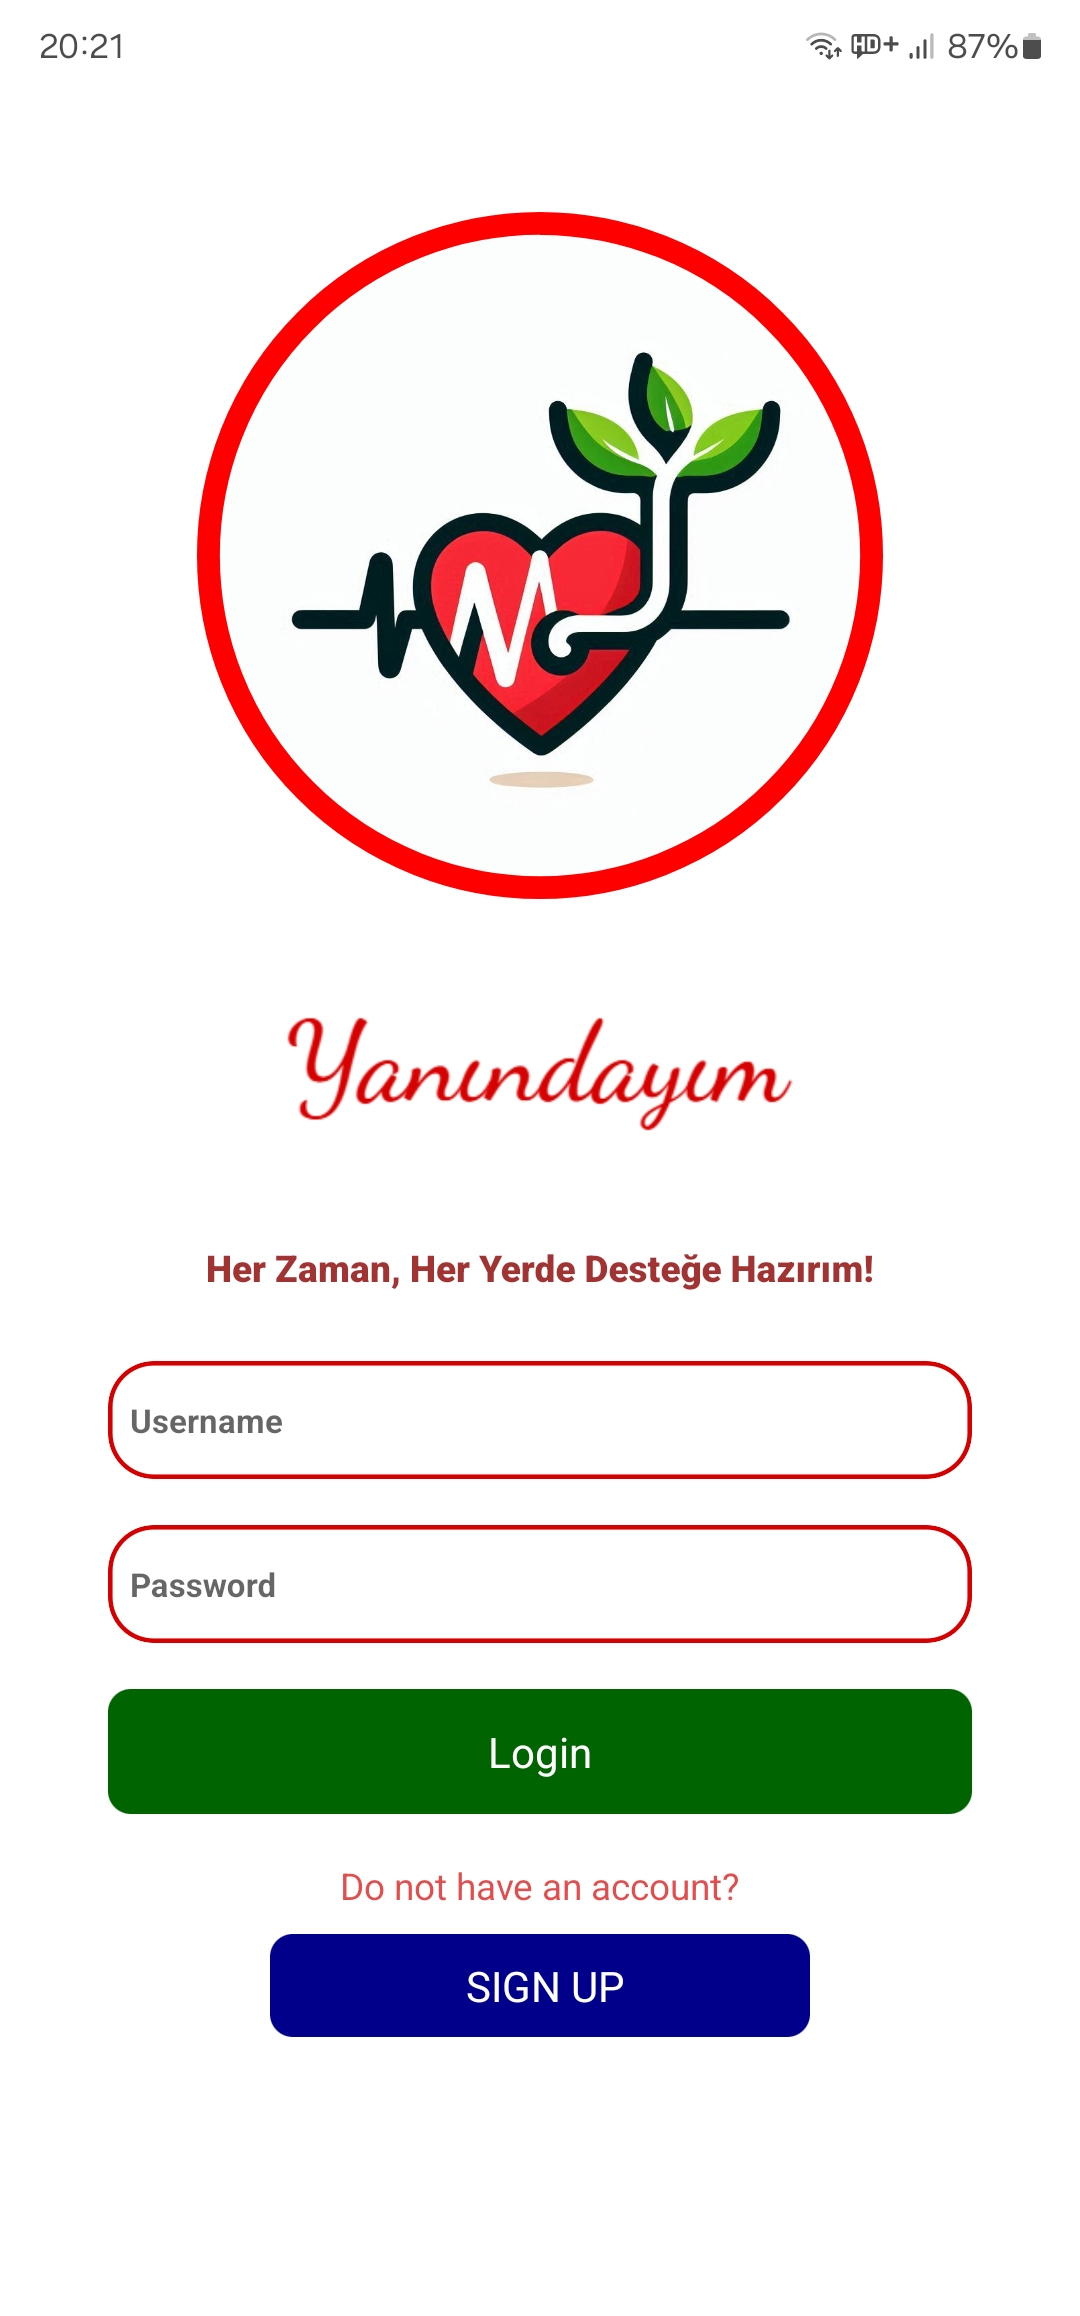 20:21
87%
Yanındayım
Her Zaman, Her Yerde Desteğe Hazırım!
Username
Password
Login
Do not have an account?
SIGN UP